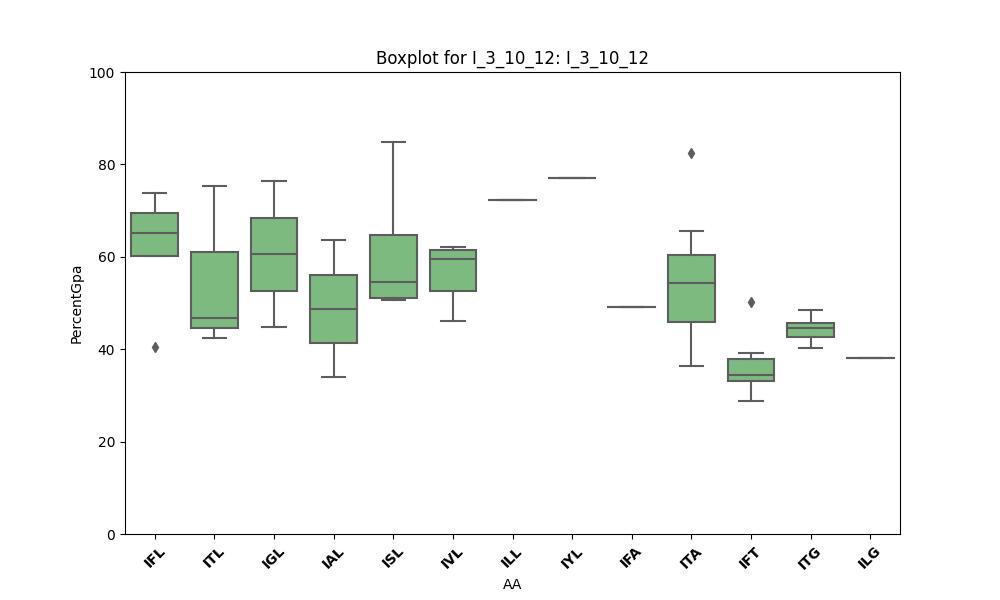 Boxplot for I_3_10_12: I_3_10_12
100
80
60
40
20
0
PercentGpa
IFL ITL IGL IAL ISL IVL ILL IYL IFA ITA IFT ITG ILG
AA